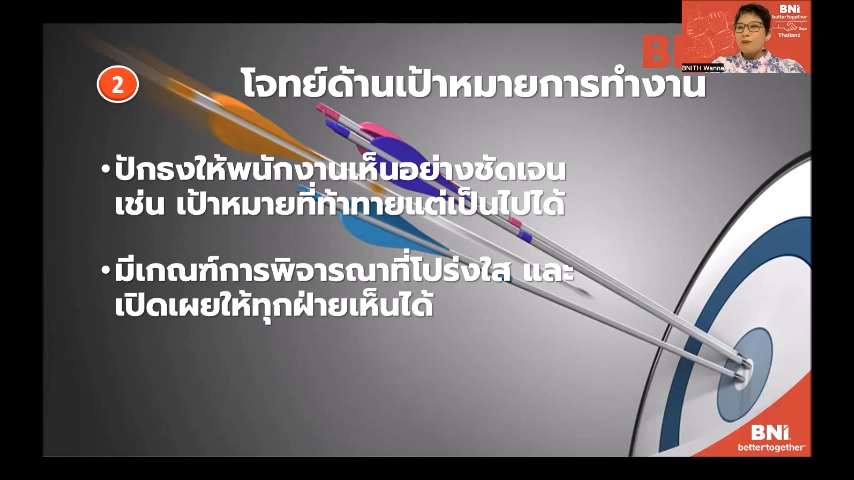 2
โจทย์ด้านเป้าหมายการทำงาน
•ปักธงให้พนักงานเห็นอย่างชัดเจน
เช่น เป้าหมายที่ท้าทายแต่เป็นไปได้
•มีเกณฑ์การพิจารณาที่โปร่งใส และ
เปิดเผยให้ทุกฝ่ายเห็นได้
BNI
bettertogether
Thailand
BNITH Wanna
BNI
bettertogether